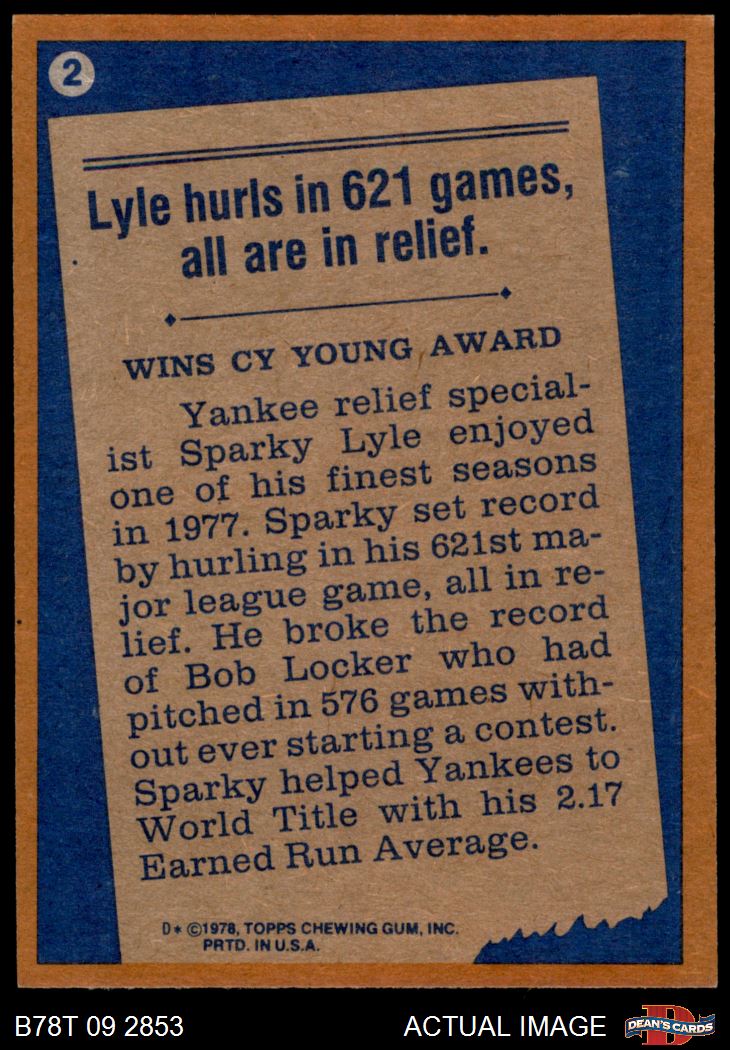 2
Lyle hurls in 621 games,
all are in relief.
WINS CY YOUNG AWARD
Yankee relief special-
ist Sparky Lyle enjoyed
one of his finest seasons
in 1977. Sparky set record
by hurling in his 621st ma-
jor league game, all in re-
lief. He broke the record
of Bob Locker who had
pitched in 576 games with-
out ever starting a contest.
Sparky helped Yankees to
World Title with his 2.17
Earned Run Average.
D* ©1978, TOPPS CHEWING GUM, INC.
PRTD. IN U.S.A.
B78T 09 2853 ACTUAL IMAGE D DEAN'S CARDS